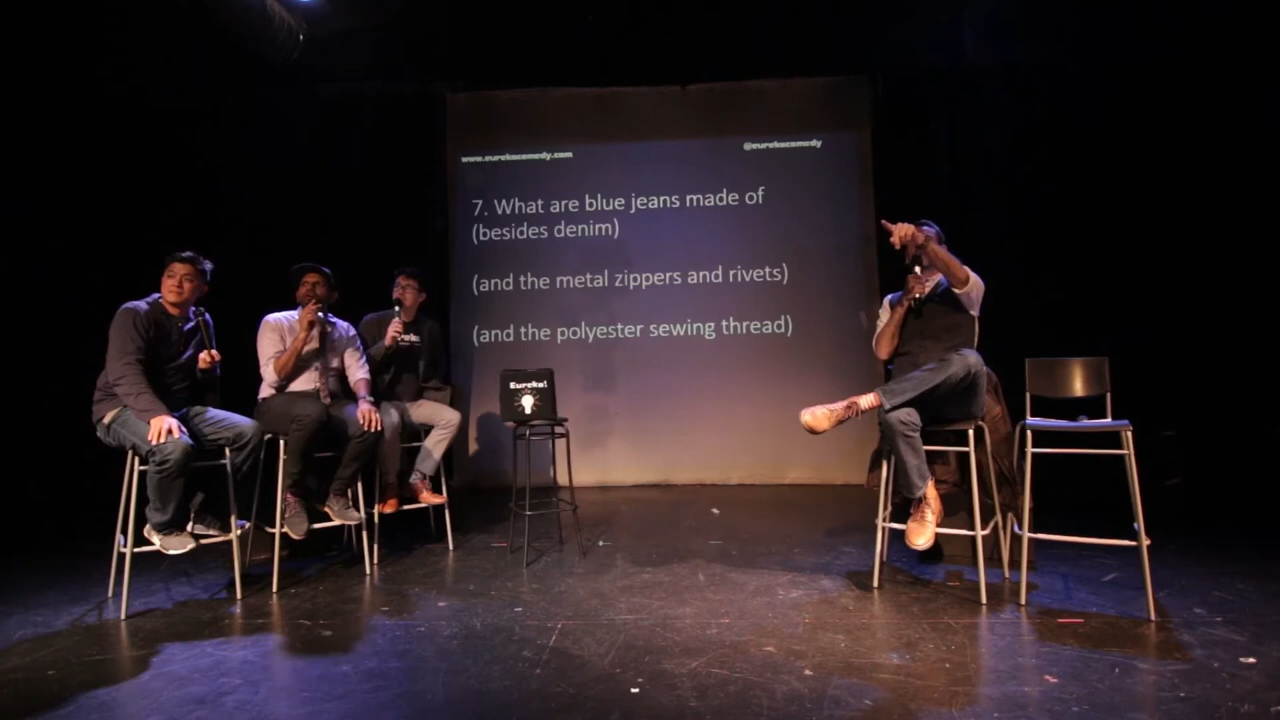 www.eurekacomedy.com
@eurekacomedy
7. What are blue jeans made of
(besides denim)
(and the metal zippers and rivets)
(and the polyester sewing thread)
Eureka!